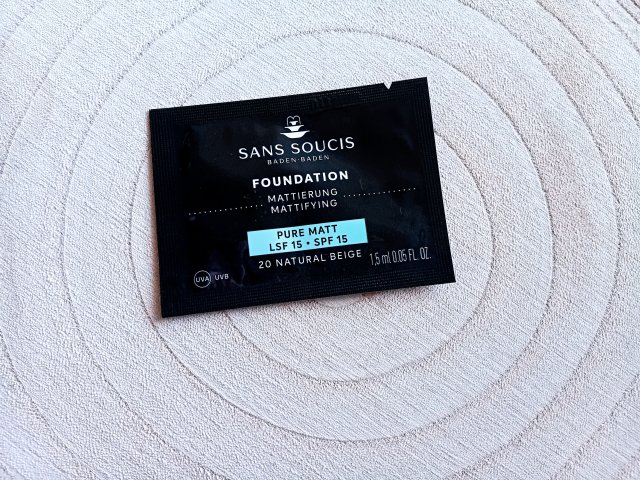 SANS SOUCIS
BADEN-BADEN
FOUNDATION
MATTIERUNG
MATTIFYING
PURE MATT
LSF 15 • SPF 15
20 NATURAL BEIGE
1,5 ml 0.05 FL. OZ.
UVA UVB